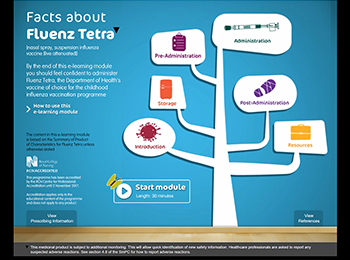 Facts about
Fluenz Tetra▼
(nasal spray, suspension influenza
vaccine (live attenuated)
By the end of this e-learning module
you should feel confident to administer
Fluenz Tetra, the Department of Health's
vaccine of choice for the childhood
influenza vaccination programme
How to use this
e-learning module
The content in this e-learning module
is based on the Summary of Product
Characteristics for Fluenz Tetra unless
otherwise stated
RCN ACCREDITED
This programme has been accredited
by the RCN Centre for Professional
Accreditation until 5 November 2017.
Accreditation applies only to the
educational content of the programme
and does not apply to any product
Administration
Pre-Administration
Storage
Post-Administration
Introduction
Resources
Start module
Length: 30 minutes
View
Prescribing Information
View
References
▼ This medicinal product is subject to additional monitoring. This will allow quick identification of new safety information. Healthcare professionals are asked to report any
suspected adverse reactions. See section 4.8 of the SmPC for how to report adverse reactions.